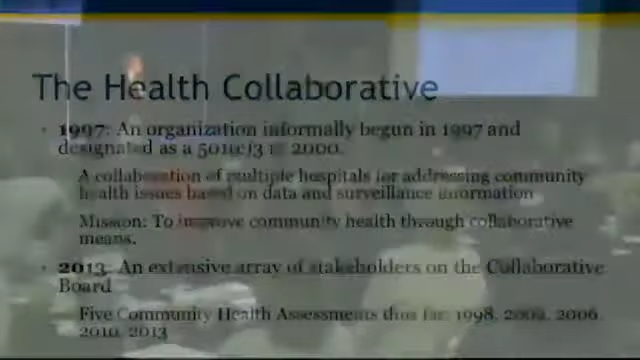 The Health Collaborative
1997: An organization informally begun in 1997 and
designated as a 501(c)3 in 2000.
A collaboration of multiple hospitals for addressing community
health issues based on data and surveillance information
Mission: To improve community health through collaborative
means.
2013: An extensive array of stakeholders on the Collaborative
Board
Five Community Health Assessments thus far: 1998, 2002, 2006,
2010, 2013